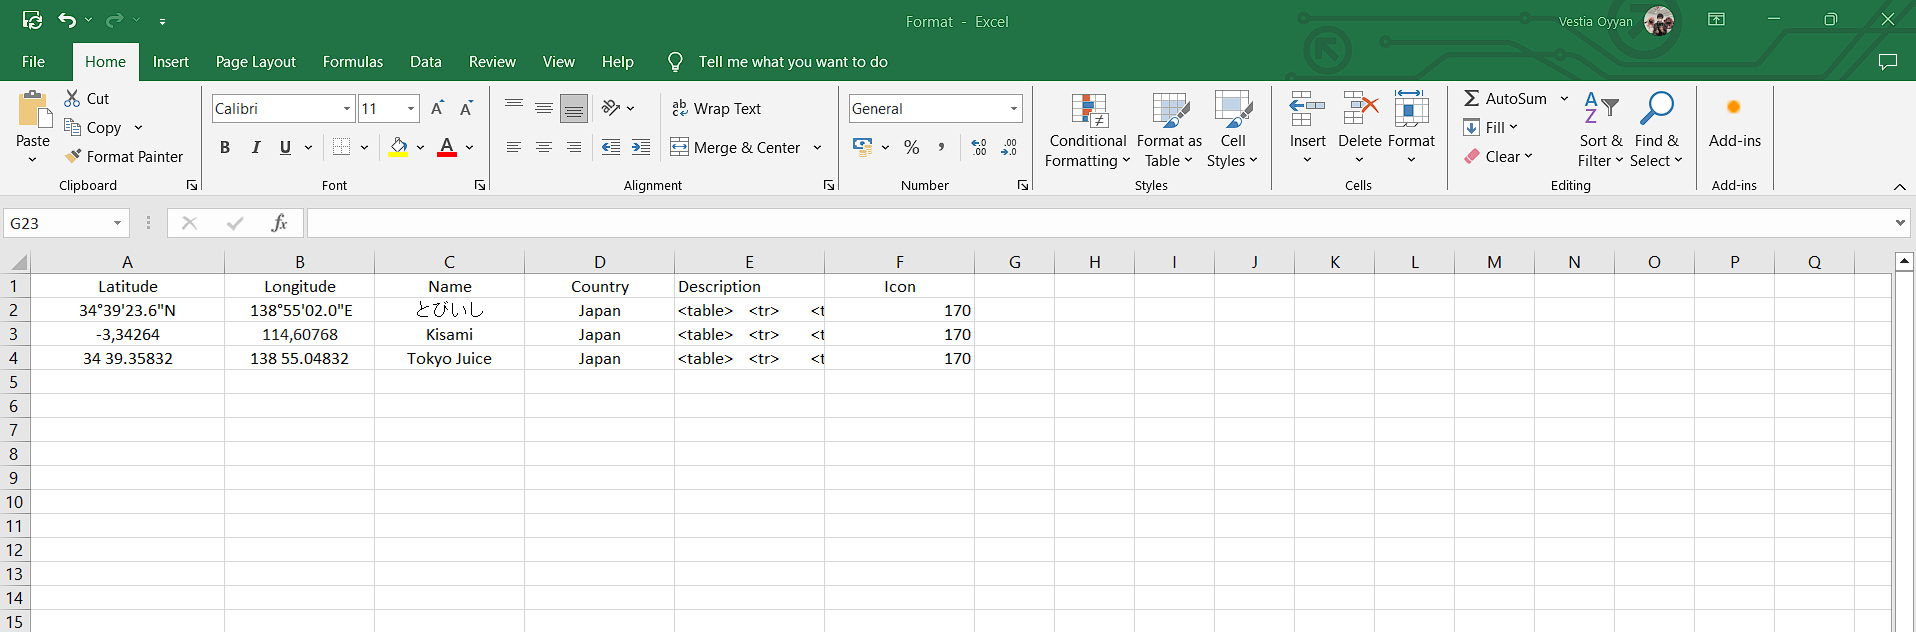 Format - Excel
Vestia Oyyan
File Home Insert Page Layout Formulas Data Review View Help Tell me what you want to do
Paste
Cut
Copy
Format Painter
Clipboard
Calibri 11
B I U
Font
Wrap Text
Merge & Center
Alignment
General
% ,
Number
Conditional Formatting
Format as Table
Cell Styles
Styles
Insert Delete Format
Cells
AutoSum
Fill
Clear
Sort & Filter
Find & Select
Editing
Add-ins
Add-ins
G23 fx
A B C D E F G H I J K L M N O P Q
1 Latitude Longitude Name Country Description Icon
2 34°39'23.6"N 138°55'02.0"E とびいし Japan <table> <tr> <t 170
3 -3,34264 114,60768 Kisami Japan <table> <tr> <t 170
4 34 39.35832 138 55.04832 Tokyo Juice Japan <table> <tr> <t 170
5
6
7
8
9
10
11
12
13
14
15